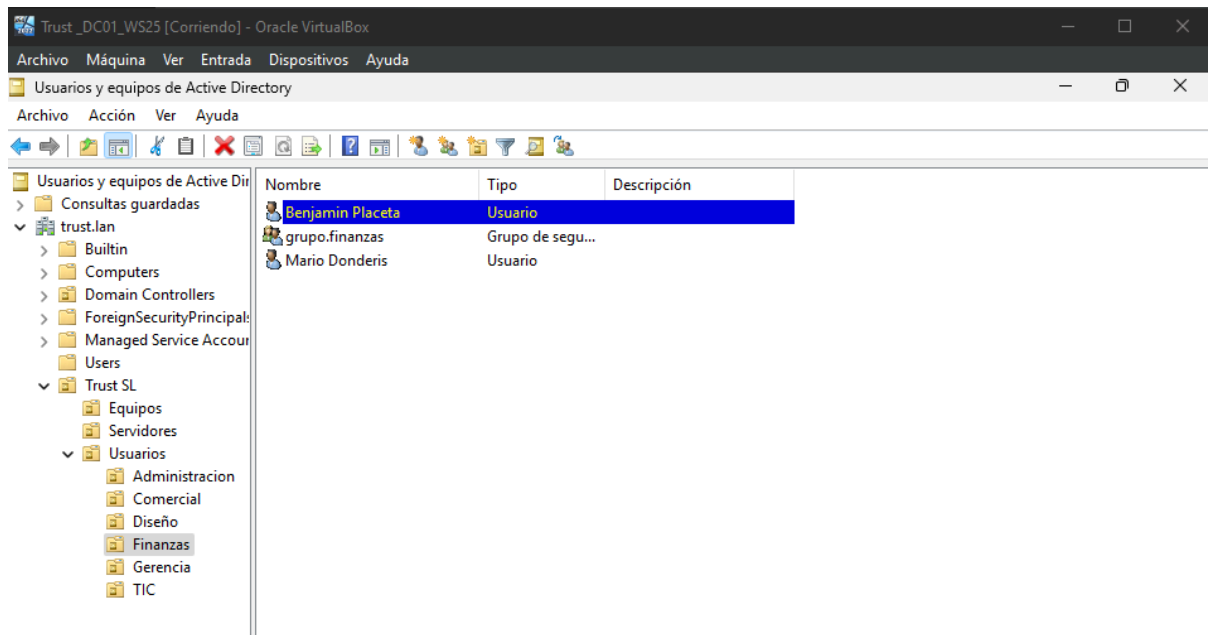 Trust _DC01_WS25 [Corriendo] - Oracle VirtualBox
Archivo Máquina Ver Entrada Dispositivos Ayuda
Usuarios y equipos de Active Directory
Archivo Acción Ver Ayuda
Usuarios y equipos de Active Dir
Consultas guardadas
trust.lan
Builtin
Computers
Domain Controllers
ForeignSecurityPrincipals
Managed Service Accour
Users
Trust SL
Equipos
Servidores
Usuarios
Administracion
Comercial
Diseño
Finanzas
Gerencia
TIC
Nombre Tipo Descripción
Benjamin Placeta Usuario
grupo.finanzas Grupo de segu...
Mario Donderis Usuario